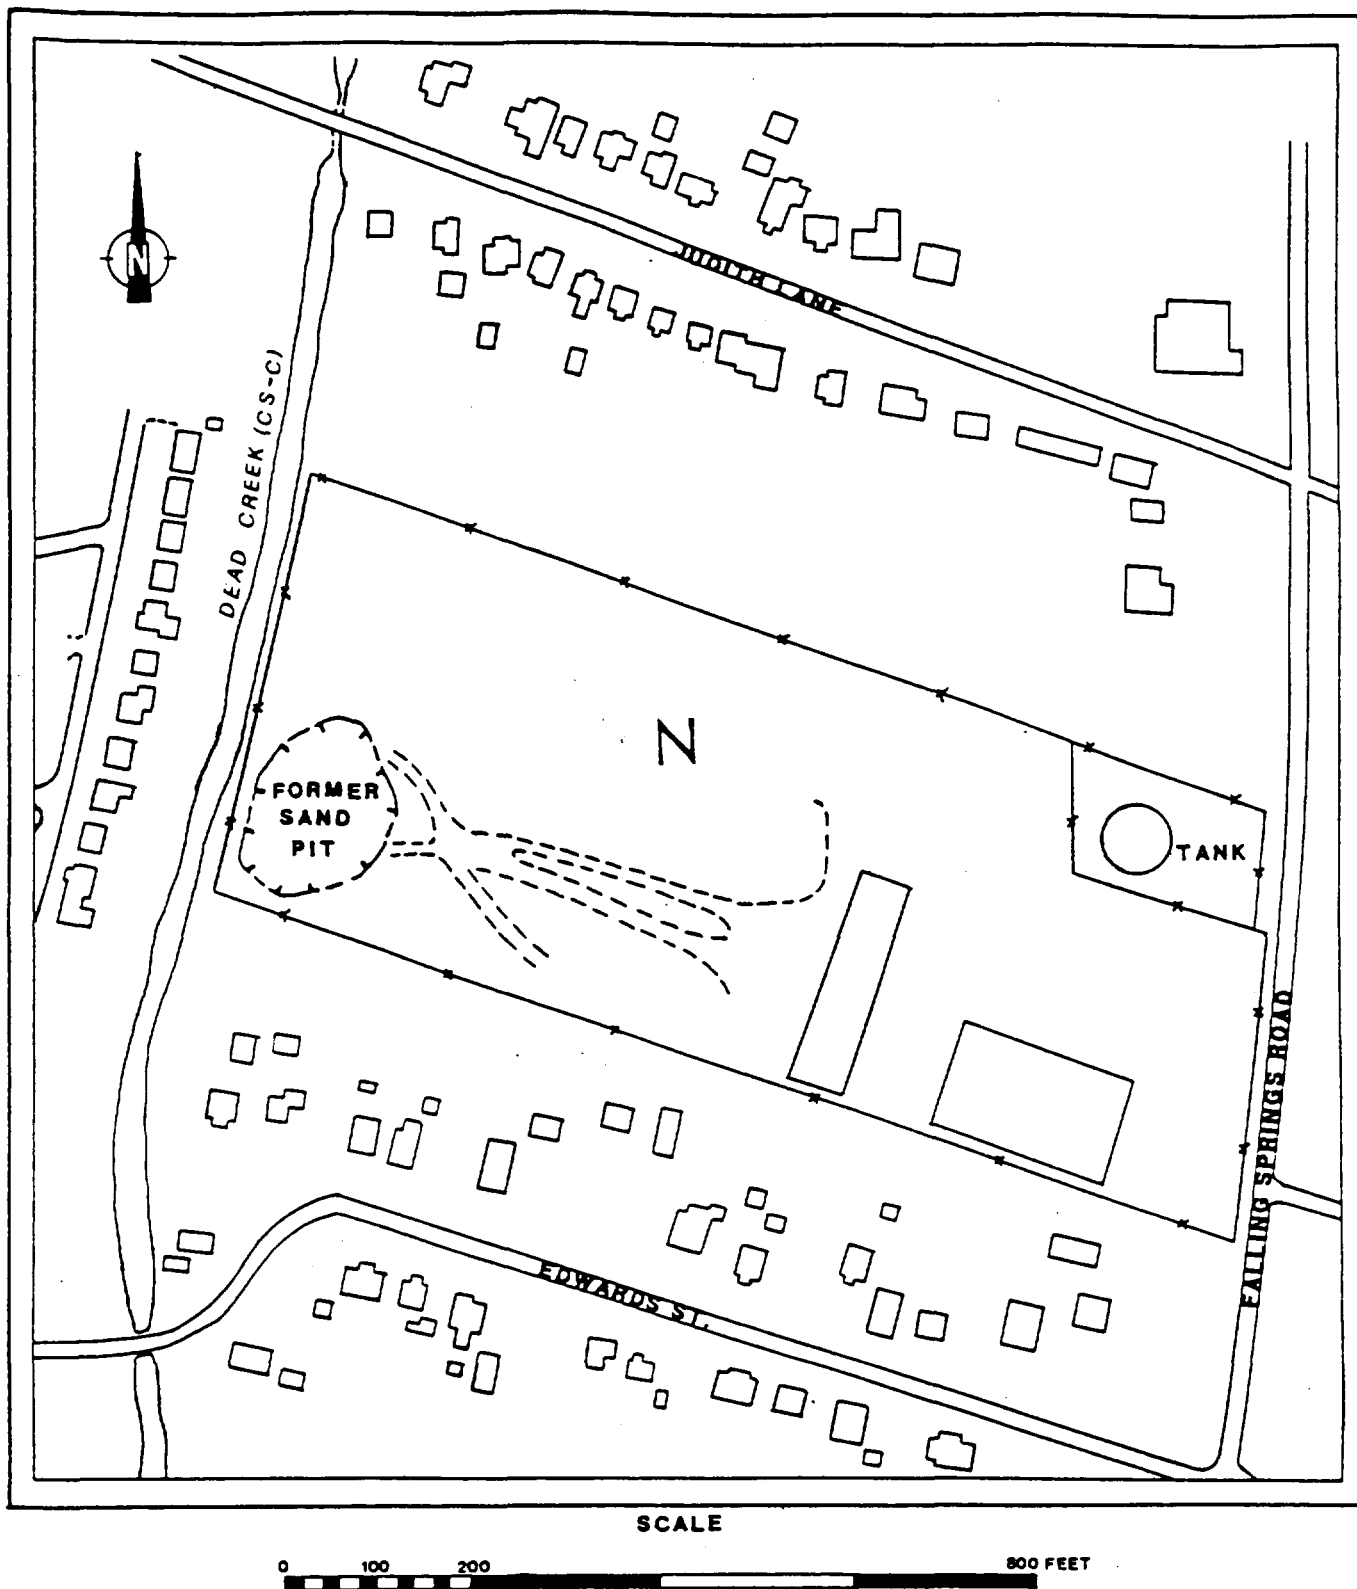 JUDITH LANE
N
DEAD CREEK (CS-C)
N
FORMER
SAND
PIT
TANK
FALLING SPRINGS ROAD
EDWARDS ST.
SCALE
0 100 200 800 FEET